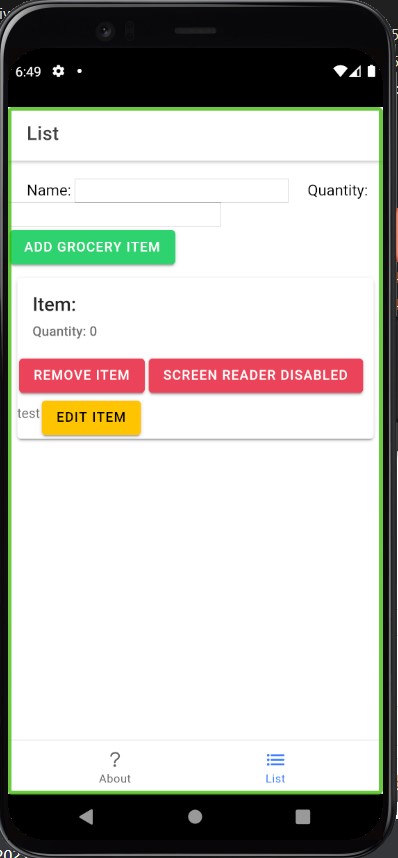 6:49
List
Name:
Quantity:
ADD GROCERY ITEM
Item:
Quantity: 0
REMOVE ITEM
SCREEN READER DISABLED
test
EDIT ITEM
?
About
List